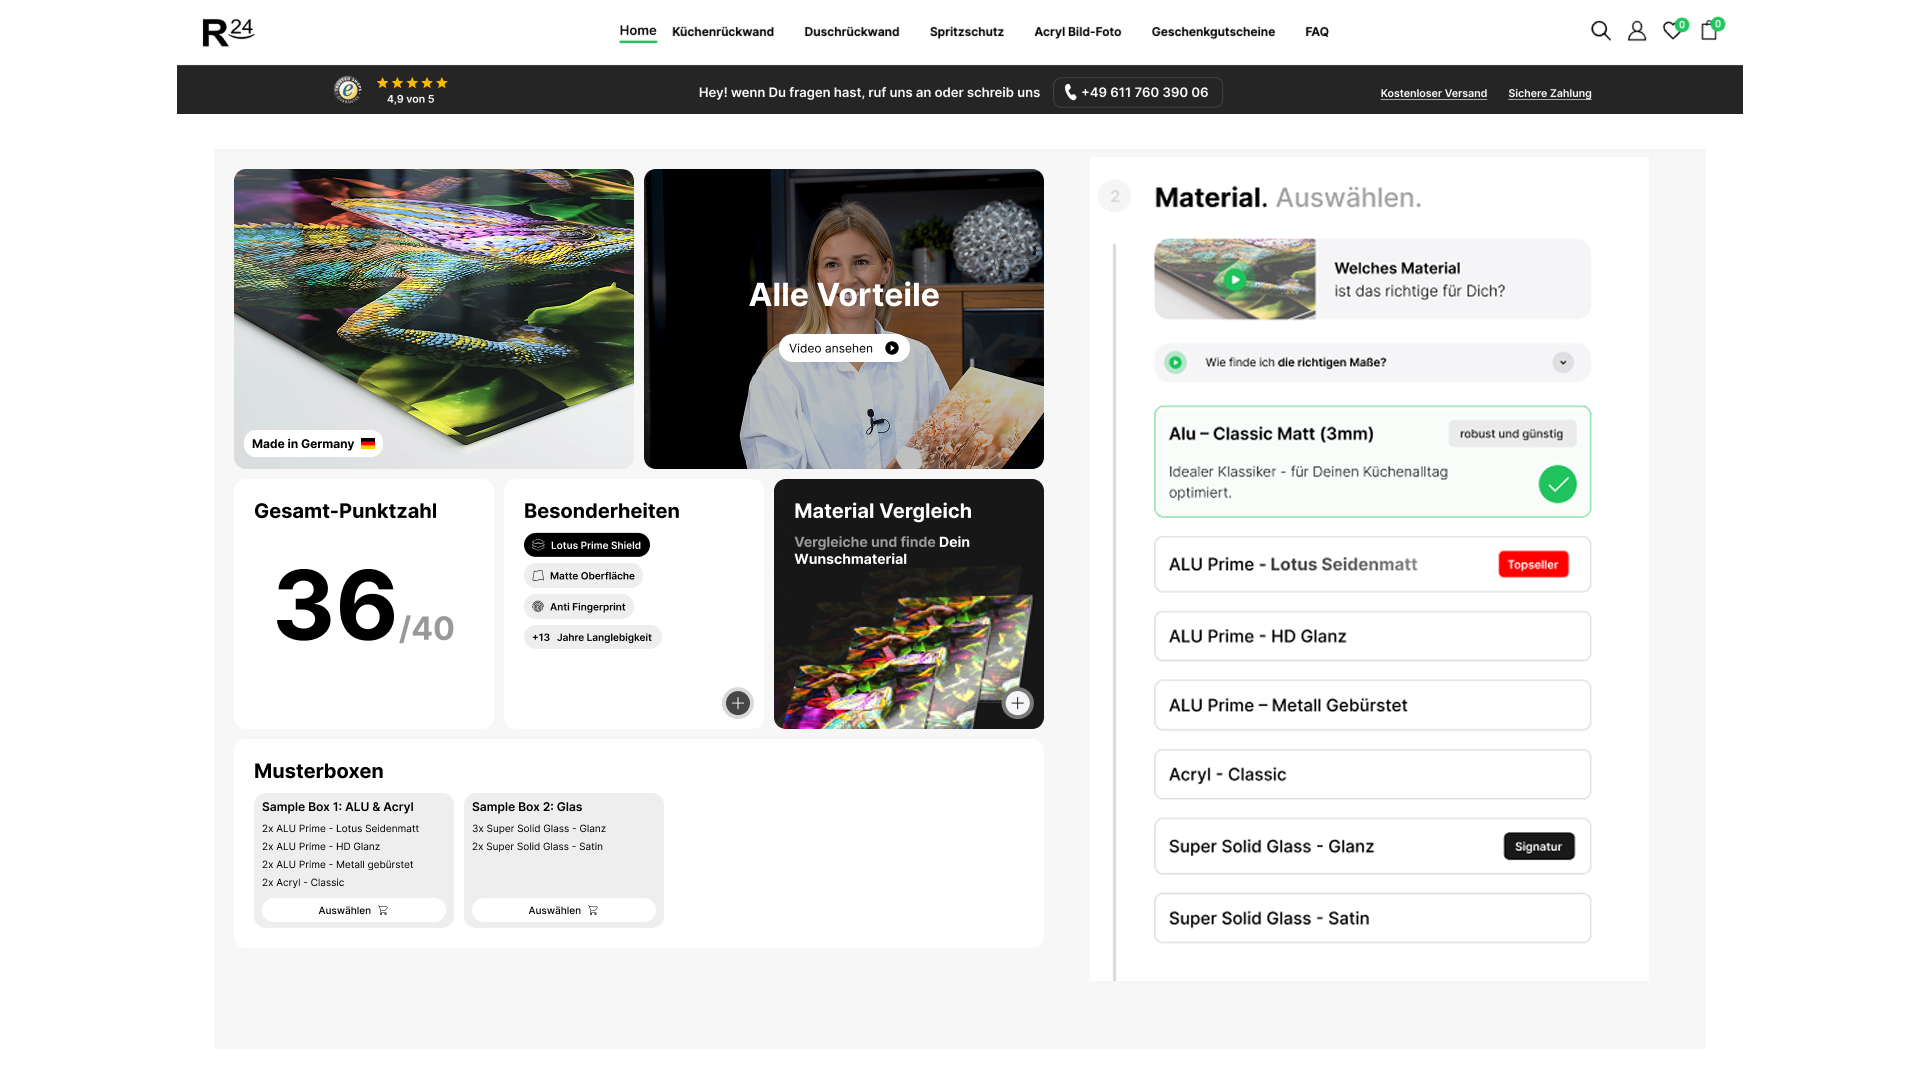 R24
Home
Küchenrückwand
Duschrückwand
Spritzschutz
Acryl Bild-Foto
Geschenkgutscheine
FAQ
0
0
4,9 von 5
Hey! wenn Du fragen hast, ruf uns an oder schreib uns
+49 611 760 390 06
Kostenloser Versand
Sichere Zahlung
Made in Germany
Alle Vorteile
Video ansehen
Gesamt-Punktzahl
36/40
Besonderheiten
Lotus Prime Shield
Matte Oberfläche
Anti Fingerprint
+13 Jahre Langlebigkeit
Material Vergleich
Vergleiche und finde Dein
Wunschmaterial
Musterboxen
Sample Box 1: ALU & Acryl
2x ALU Prime - Lotus Seidenmatt
2x ALU Prime - HD Glanz
2x ALU Prime - Metall gebürstet
2x Acryl - Classic
Auswählen
Sample Box 2: Glas
3x Super Solid Glass - Glanz
2x Super Solid Glass - Satin
Auswählen
2
Material. Auswählen.
Welches Material
ist das richtige für Dich?
Wie finde ich die richtigen Maße?
Alu – Classic Matt (3mm)
robust und günstig
Idealer Klassiker - für Deinen Küchenalltag
optimiert.
ALU Prime - Lotus Seidenmatt
Topseller
ALU Prime - HD Glanz
ALU Prime – Metall Gebürstet
Acryl - Classic
Super Solid Glass - Glanz
Signatur
Super Solid Glass - Satin